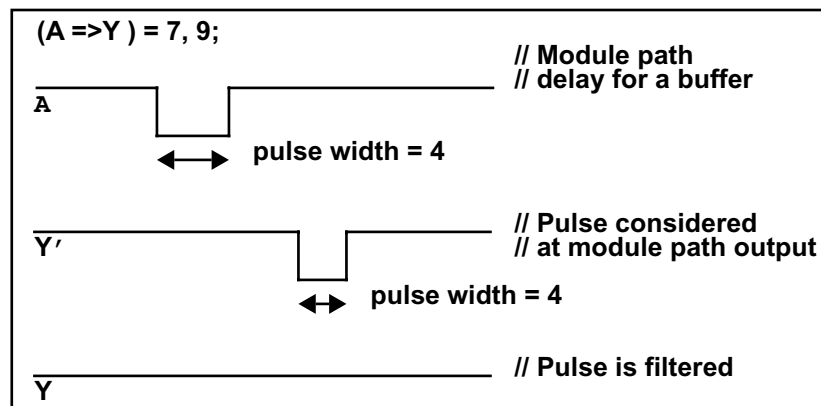 (A =>Y ) = 7, 9;
// Module path
// delay for a buffer
A
pulse width = 4
Y′
// Pulse considered
// at module path output
pulse width = 4
Y
// Pulse is filtered